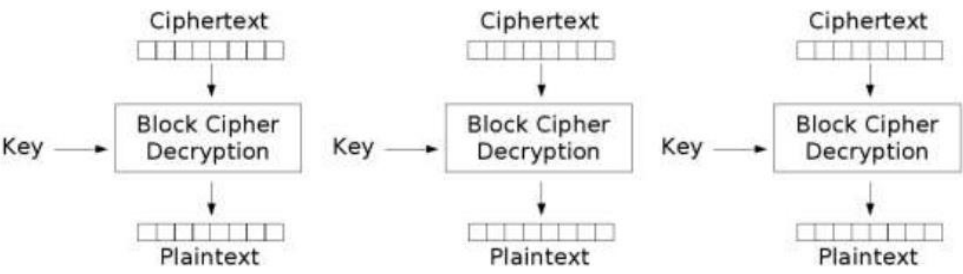 Ciphertext
Ciphertext
Ciphertext
Key
Block Cipher
Decryption
Key
Block Cipher
Decryption
Key
Block Cipher
Decryption
Plaintext
Plaintext
Plaintext